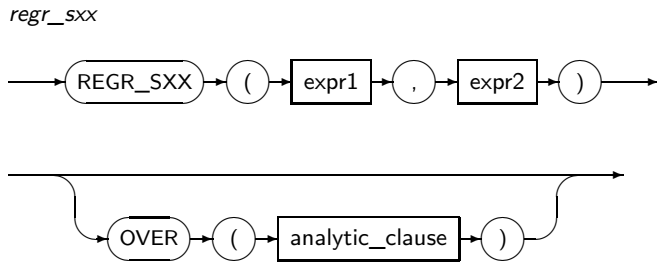 regr_sxx
REGR_SXX ( expr1 , expr2 )
OVER ( analytic_clause )